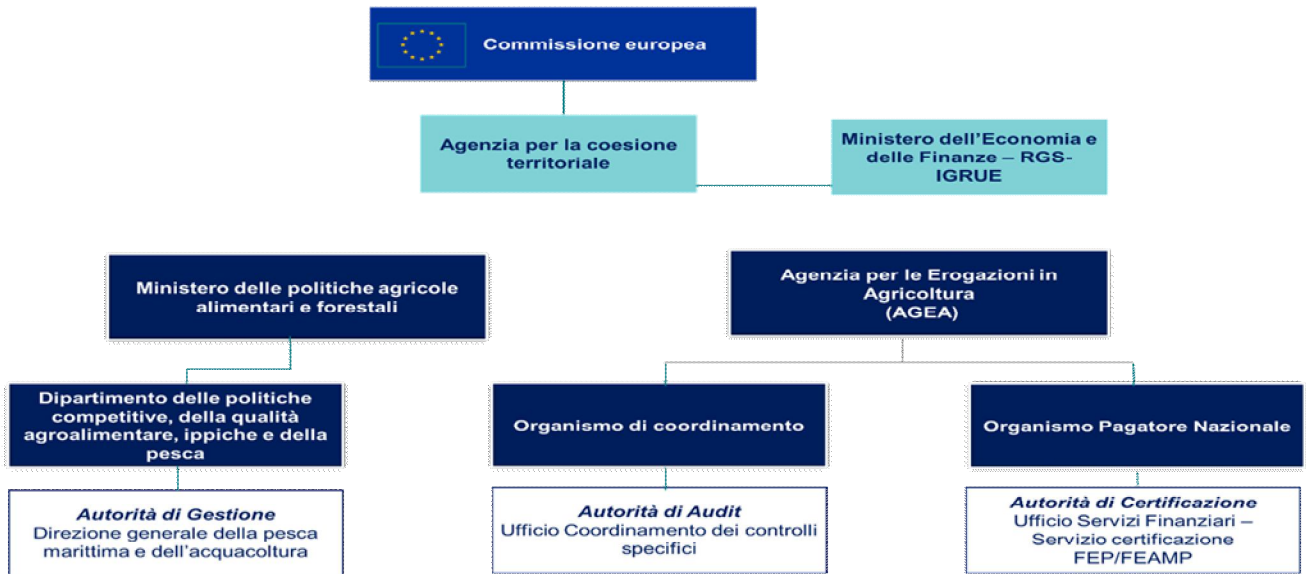 Commissione europea
Agenzia per la coesione
territoriale
Ministero dell'Economia e
delle Finanze – RGS-
IGRUE
Ministero delle politiche agricole
alimentari e forestali
Agenzia per le Erogazioni in
Agricoltura
(AGEA)
Dipartimento delle politiche
competitive, della qualità
agroalimentare, ippiche e della
pesca
Organismo di coordinamento
Organismo Pagatore Nazionale
Autorità di Gestione
Direzione generale della pesca
marittima e dell'acquacoltura
Autorità di Audit
Ufficio Coordinamento dei controlli
specifici
Autorità di Certificazione
Ufficio Servizi Finanziari –
Servizio certificazione
FEP/FEAMP